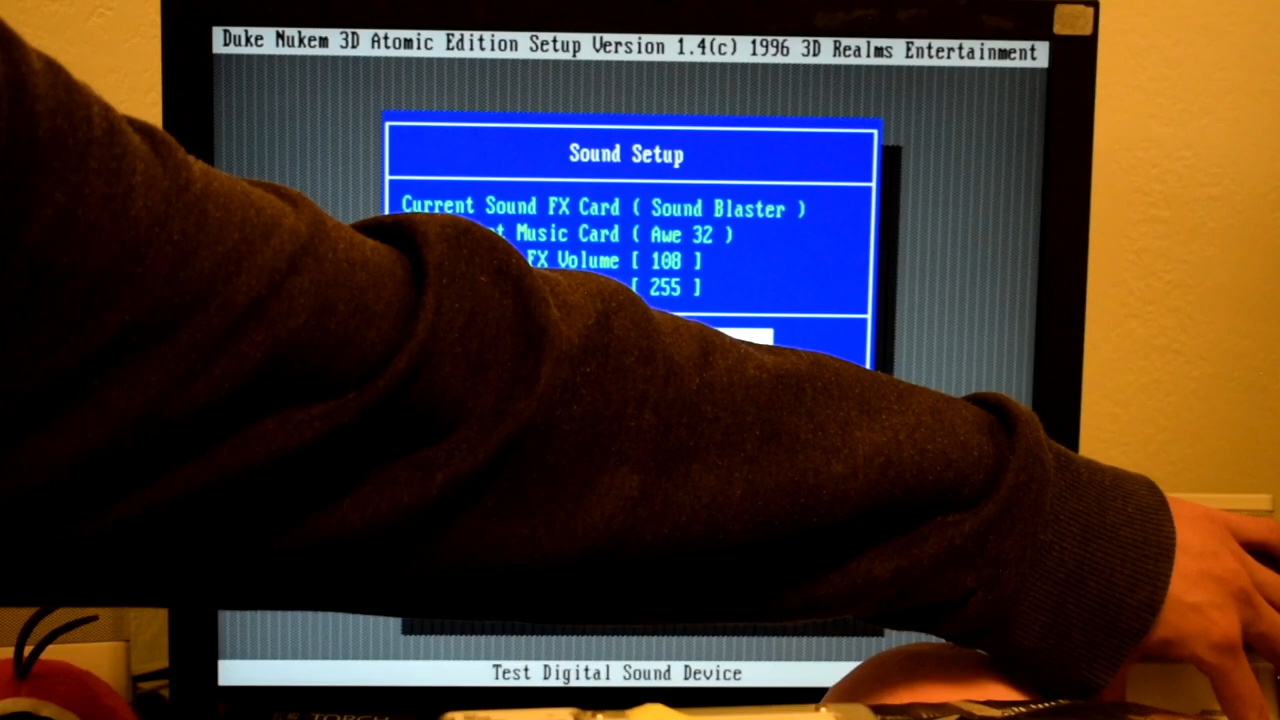 Duke Nukem 3D Atomic Edition Setup Version 1.4(c) 1996 3D Realms Entertainment
Sound Setup
Current Sound FX Card ( Sound Blaster )
Music Card ( Awe 32 )
FX Volume [ 108 ]
[ 255 ]
Test Digital Sound Device